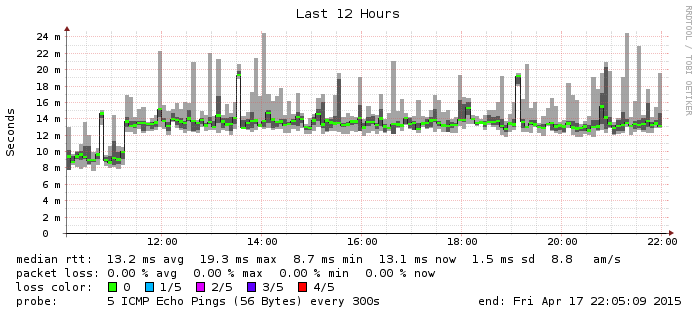 Last 12 Hours
RRDTOOL / TOBI OETIKER
Seconds
24 m
22 m
20 m
18 m
16 m
14 m
12 m
10 m
8 m
6 m
4 m
2 m
0
12:00 14:00 16:00 18:00 20:00 22:00
median rtt: 13.2 ms avg 19.3 ms max 8.7 ms min 13.1 ms now 1.5 ms sd 8.8 am/s
packet loss: 0.00 % avg 0.00 % max 0.00 % min 0.00 % now
loss color: 0 1/5 2/5 3/5 4/5
probe: 5 ICMP Echo Pings (56 Bytes) every 300s end: Fri Apr 17 22:05:09 2015